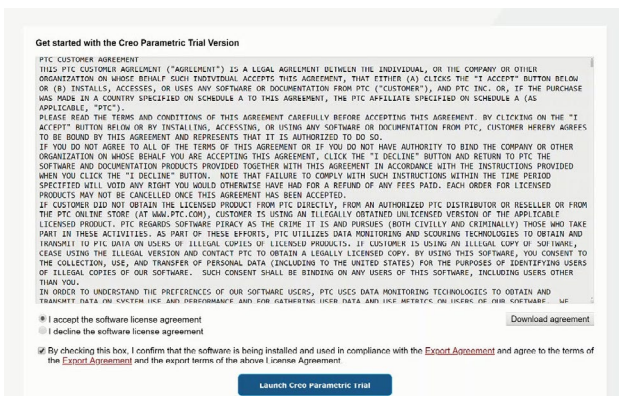 Get started with the Creo Parametric Trial Version
PTC CUSTOMER AGREEMENT
THIS PTC CUSTOMER AGREEMENT ("AGREEMENT") IS A LEGAL AGREEMENT BETWEEN THE INDIVIDUAL, OR THE COMPANY OR OTHER
ORGANIZATION ON WHOSE BEHALF SUCH INDIVIDUAL ACCEPTS THIS AGREEMENT, THAT EITHER (A) CLICKS THE "I ACCEPT" BUTTON BELOW
OR (B) INSTALLS, ACCESSES, OR USES ANY SOFTWARE OR DOCUMENTATION FROM PTC ("CUSTOMER"), AND PTC INC. OR, IF THE PURCHASE
WAS MADE IN A COUNTRY SPECIFIED ON SCHEDULE A TO THIS AGREEMENT, THE PTC AFFILIATE SPECIFIED ON SCHEDULE A (AS
APPLICABLE, "PTC").
PLEASE READ THE TERMS AND CONDITIONS OF THIS AGREEMENT CAREFULLY BEFORE ACCEPTING THIS AGREEMENT. BY CLICKING ON THE "I
ACCEPT" BUTTON BELOW OR BY INSTALLING, ACCESSING, OR USING ANY SOFTWARE OR DOCUMENTATION FROM PTC, CUSTOMER HEREBY AGREES
TO BE BOUND BY THIS AGREEMENT AND REPRESENTS THAT IT IS AUTHORIZED TO DO SO.
IF YOU DO NOT AGREE TO ALL OF THE TERMS OF THIS AGREEMENT OR IF YOU DO NOT HAVE AUTHORITY TO BIND THE COMPANY OR OTHER
ORGANIZATION ON WHOSE BEHALF YOU ARE ACCEPTING THIS AGREEMENT, CLICK THE "I DECLINE" BUTTON AND RETURN TO PTC THE
SOFTWARE AND DOCUMENTATION PRODUCTS PROVIDED TOGETHER WITH THIS AGREEMENT IN ACCORDANCE WITH THE INSTRUCTIONS PROVIDED
WHEN YOU CLICK THE "I DECLINE" BUTTON. NOTE THAT FAILURE TO COMPLY WITH SUCH INSTRUCTIONS WITHIN THE TIME PERIOD
SPECIFIED WILL VOID ANY RIGHT YOU WOULD OTHERWISE HAVE HAD FOR A REFUND OF ANY FEES PAID. EACH ORDER FOR LICENSED
PRODUCTS MAY NOT BE CANCELLED ONCE THIS AGREEMENT HAS BEEN ACCEPTED.
IF CUSTOMER DID NOT OBTAIN THE LICENSED PRODUCT FROM PTC DIRECTLY, FROM AN AUTHORIZED PTC DISTRIBUTOR OR RESELLER OR FROM
THE PTC ONLINE STORE (AT WWW.PTC.COM), CUSTOMER IS USING AN ILLEGALLY OBTAINED UNLICENSED VERSION OF THE APPLICABLE
LICENSED PRODUCT. PTC REGARDS SOFTWARE PIRACY AS THE CRIME IT IS AND PURSUES (BOTH CIVILLY AND CRIMINALLY) THOSE WHO TAKE
PART IN THESE ACTIVITIES. AS PART OF THESE EFFORTS, PTC UTILIZES DATA MONITORING AND SCOURING TECHNOLOGIES TO OBTAIN AND
TRANSMIT TO PTC DATA ON USERS OF ILLEGAL COPIES OF LICENSED PRODUCTS. IF CUSTOMER IS USING AN ILLEGAL COPY OF SOFTWARE,
CEASE USING THE ILLEGAL VERSION AND CONTACT PTC TO OBTAIN A LEGALLY LICENSED COPY. BY USING THIS SOFTWARE, YOU CONSENT TO
THE COLLECTION, USE, AND TRANSFER OF PERSONAL DATA (INCLUDING TO THE UNITED STATES) FOR THE PURPOSES OF IDENTIFYING USERS
OF ILLEGAL COPIES OF OUR SOFTWARE. SUCH CONSENT SHALL BE BINDING ON ANY USERS OF THIS SOFTWARE, INCLUDING USERS OTHER
THAN YOU.
IN ORDER TO UNDERSTAND THE PREFERENCES OF OUR SOFTWARE USERS, PTC USES DATA MONITORING TECHNOLOGIES TO OBTAIN AND
TRANSMIT DATA ON SYSTEM USE AND PERFORMANCE AND FOR GATHERING USER DATA AND USE METRICS ON USERS OF OUR SOFTWARE. WE
I accept the software license agreement
Download agreement
I decline the software license agreement
By checking this box, I confirm that the software is being installed and used in compliance with the Export Agreement and agree to the terms of
the Export Agreement and the export terms of the above License Agreement.
Launch Creo Parametric Trial